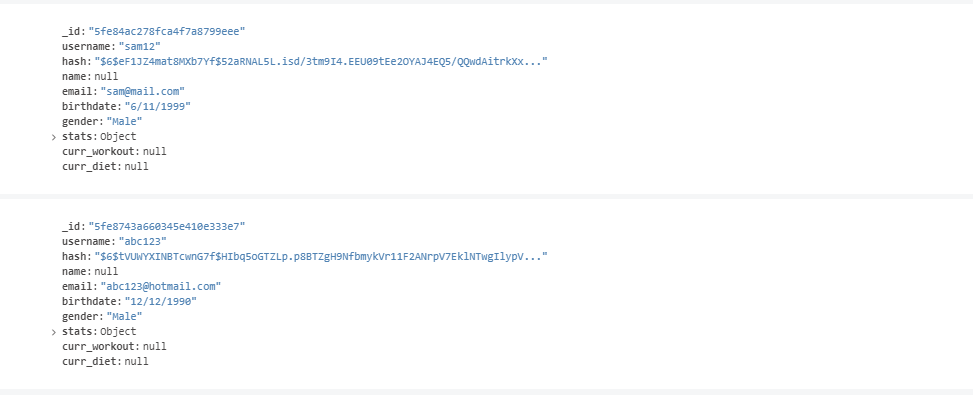 _id: "5fe84ac278fca4f7a8799eee"
username: "sam12"
hash: "$6$eF1JZ4mat8MXb7Yf$52aRNAL5L.isd/3tm9I4.EEU09tEe2OYAJ4EQ5/QQwdAitrkXx..."
name: null
email: "sam@mail.com"
birthdate: "6/11/1999"
gender: "Male"
> stats: Object
curr_workout: null
curr_diet: null
_id: "5fe8743a660345e410e333e7"
username: "abc123"
hash: "$6$tVUWYXINBTcwnG7f$HIbq5oGTZLp.p8BTZgH9NfbmykVr11F2ANrpV7EklNTwgIlypV..."
name: null
email: "abc123@hotmail.com"
birthdate: "12/12/1990"
gender: "Male"
> stats: Object
curr_workout: null
curr_diet: null